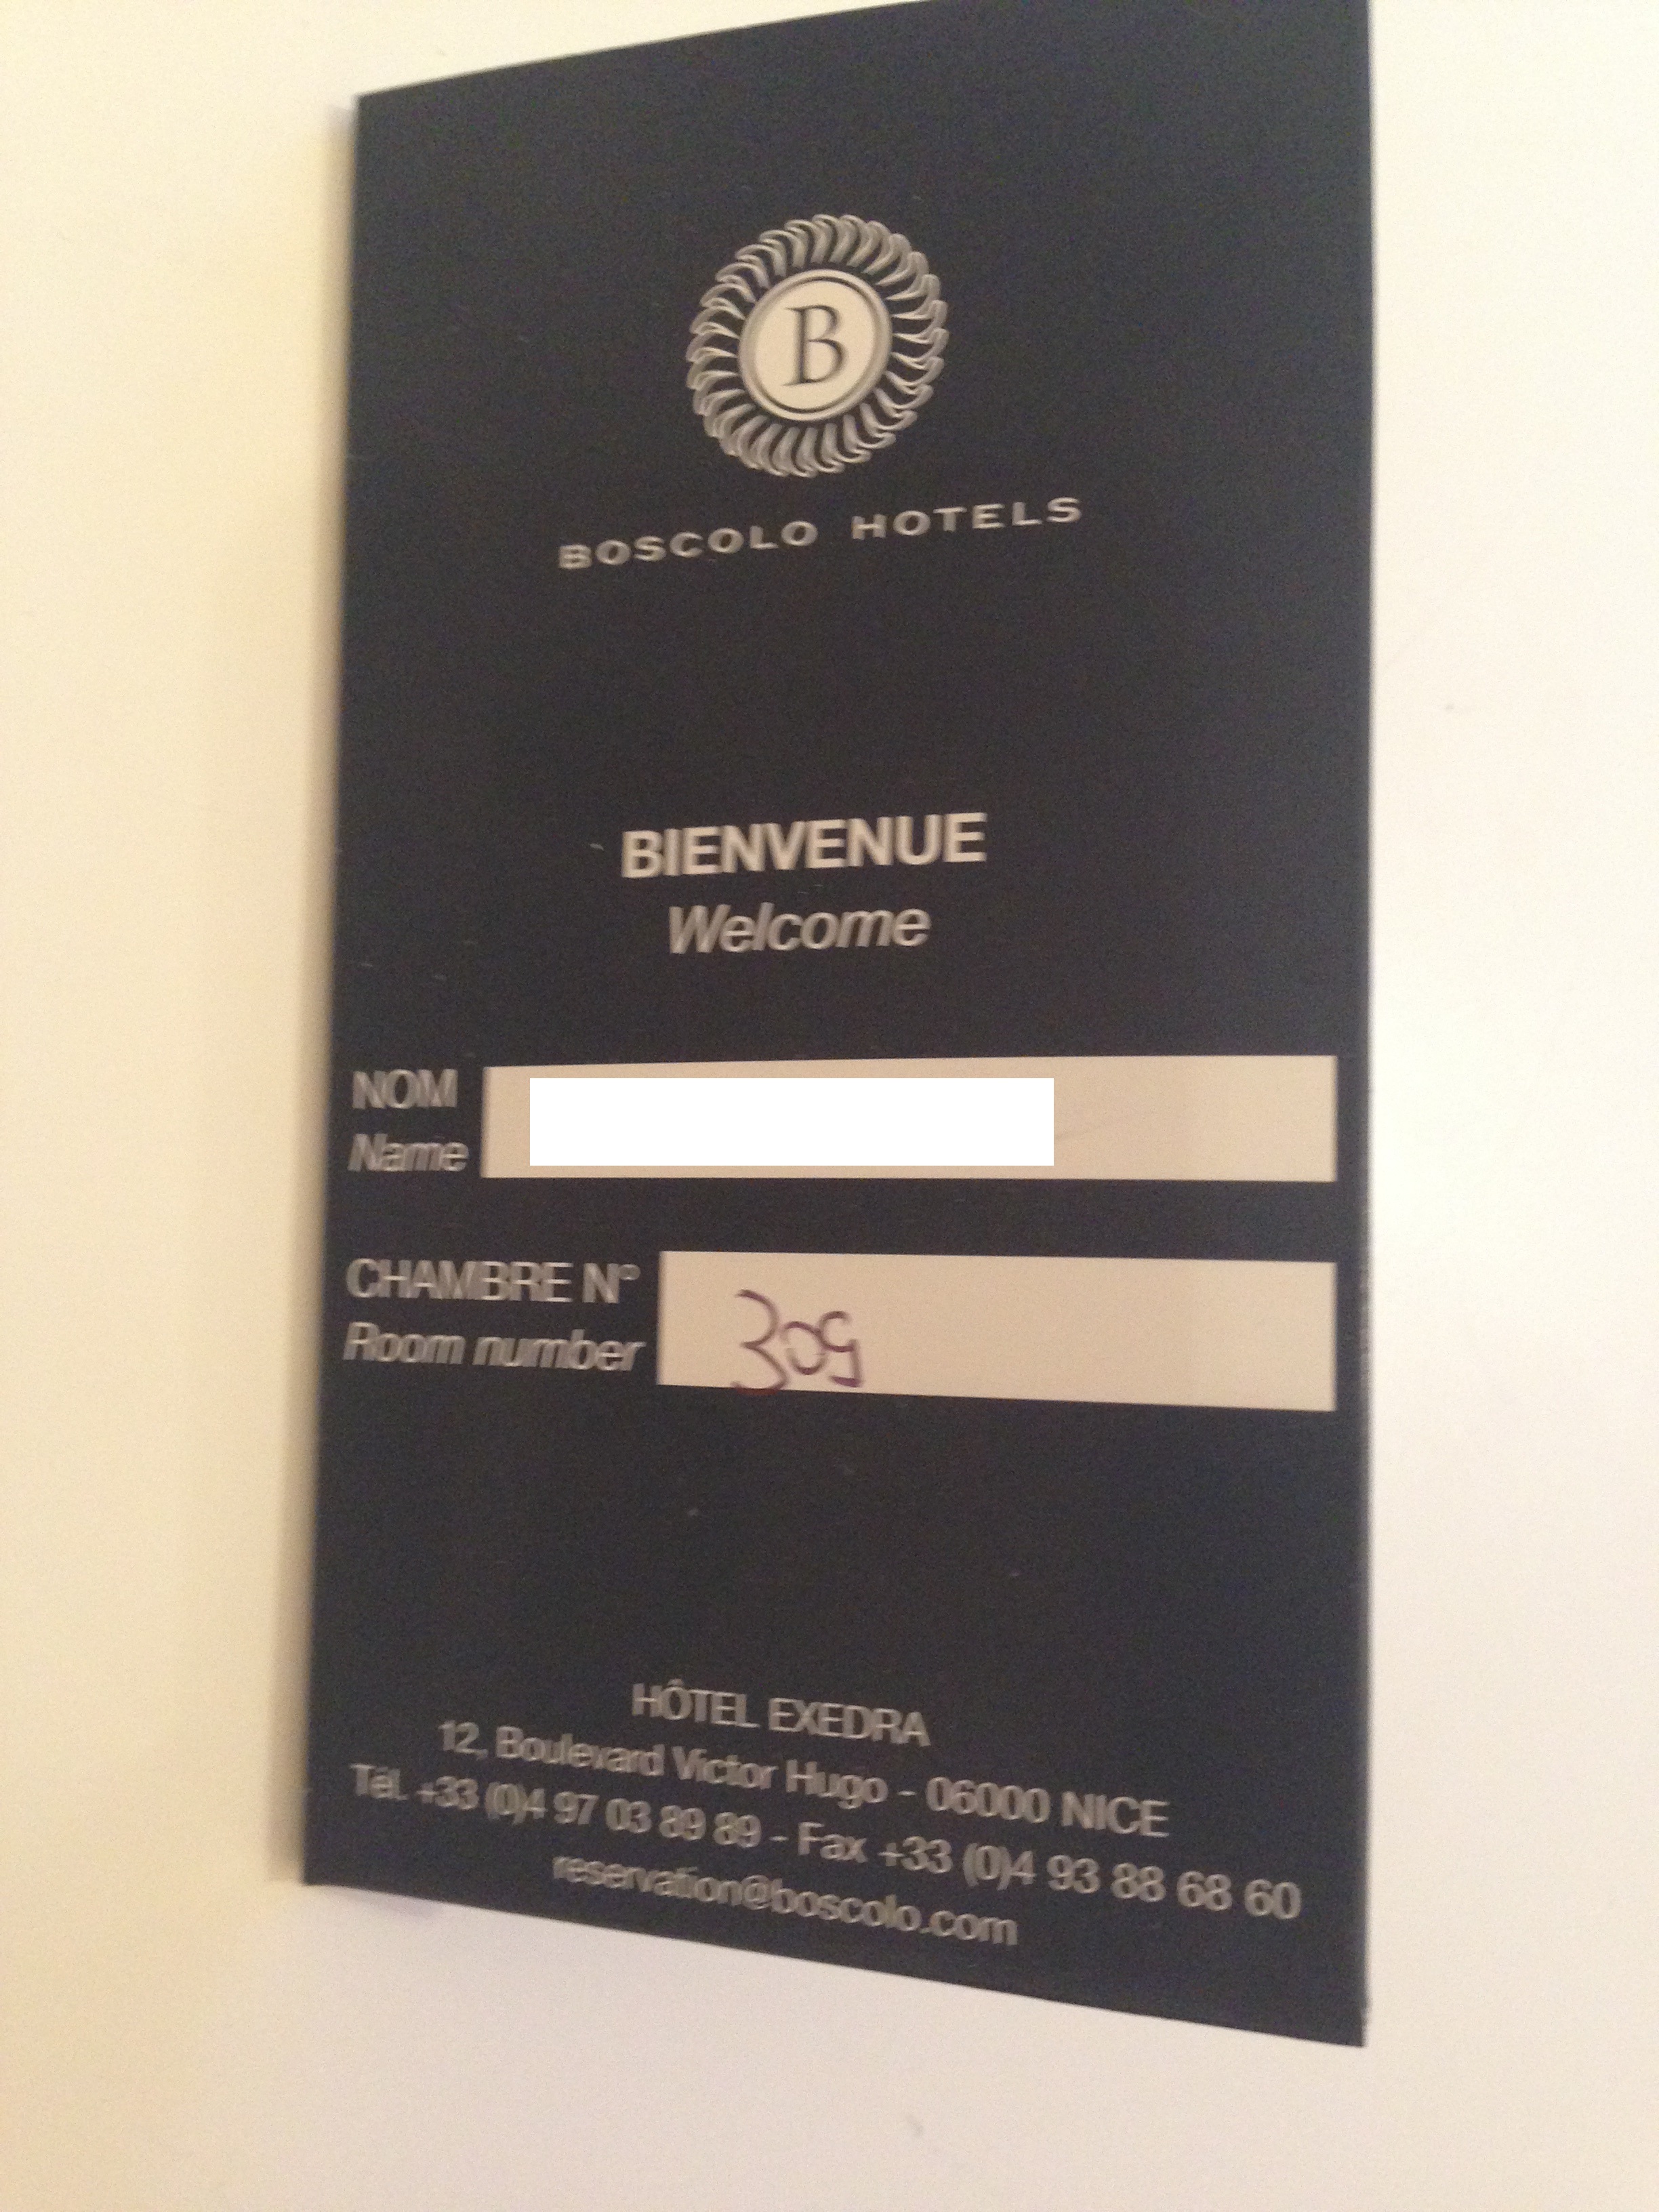 B
BOSCOLO HOTELS
BIENVENUE
Welcome
NOM
Name
CHAMBRE N°
Room number
309
HÔTEL EXEDRA
12, Boulevard Victor Hugo - 06000 NICE
Tél. +33 (0)4 97 03 89 89 - Fax +33 (0)4 93 88 68 60
reservation@boscolo.com